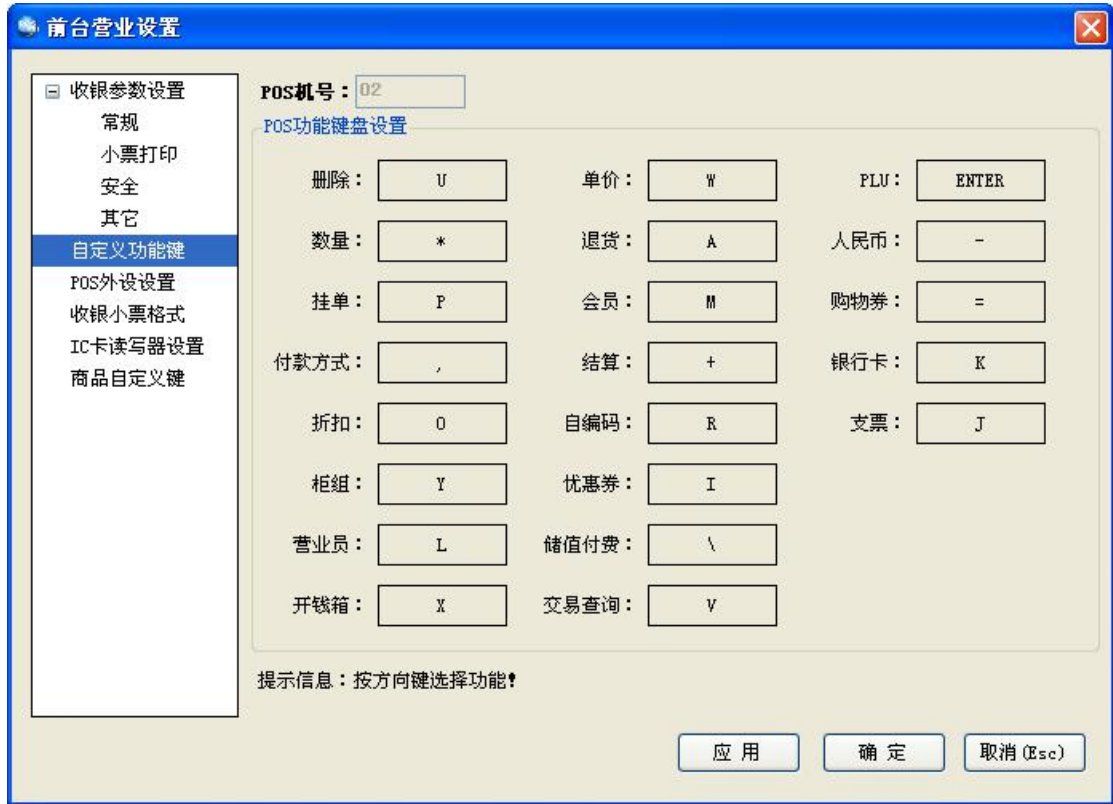 前台营业设置
收银参数设置
常规
小票打印
安全
其它
自定义功能键
POS外设设置
收银小票格式
IC卡读写器设置
商品自定义键
POS机号：02
POS功能键盘设置
删除： U 单价： W PLU： ENTER
数量： * 退货： A 人民币： -
挂单： P 会员： M 购物券： =
付款方式： , 结算： + 银行卡： K
折扣： O 自编码： R 支票： J
柜组： Y 优惠券： I
营业员： L 储值付费： \
开钱箱： X 交易查询： V
提示信息：按方向键选择功能！
应 用 确 定 取消(Esc)